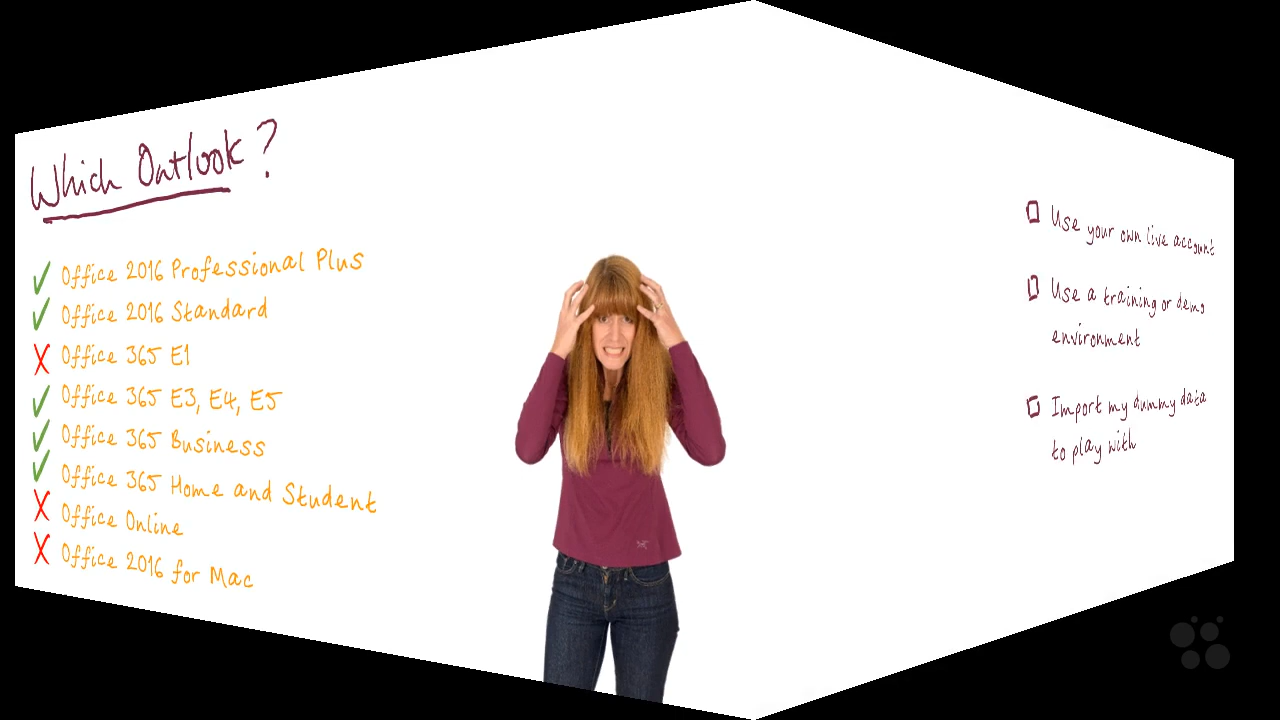 Which Outlook?
Office 2016 Professional Plus
Office 2016 Standard
Office 365 E1
Office 365 E3, E4, E5
Office 365 Business
Office 365 Home and Student
Office Online
Office 2016 for Mac
Use your own live account
Use a training or demo
environment
Import my dummy data
to play with